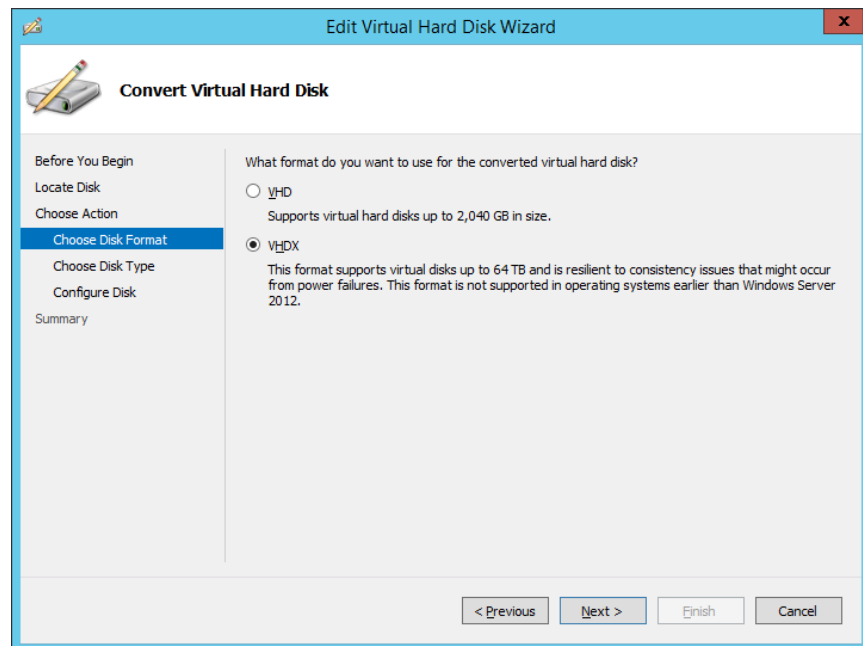 Edit Virtual Hard Disk Wizard
x
Convert Virtual Hard Disk
Before You Begin
Locate Disk
Choose Action
Choose Disk Format
Choose Disk Type
Configure Disk
Summary
What format do you want to use for the converted virtual hard disk?
VHD
Supports virtual hard disks up to 2,040 GB in size.
VHDX
This format supports virtual disks up to 64 TB and is resilient to consistency issues that might occur
from power failures. This format is not supported in operating systems earlier than Windows Server
2012.
< Previous
Next >
Finish
Cancel